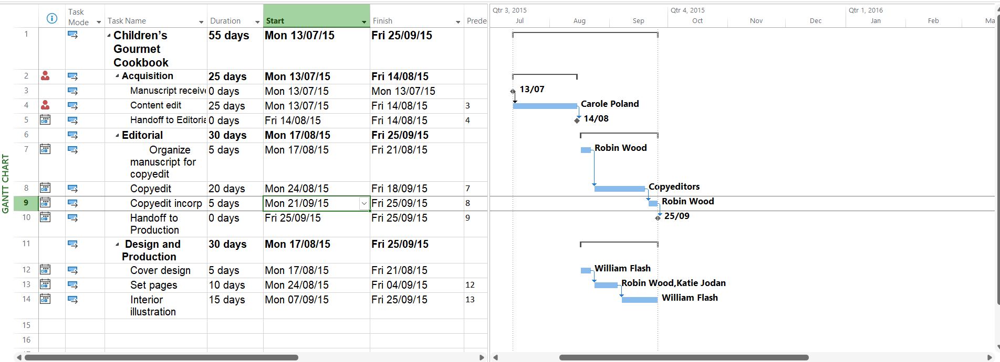 Qtr 3, 2015 Qtr 4, 2015 Qtr 1, 2016
Task
Mode Task Name Duration Start Finish Prede Jul Aug Sep Oct Nov Dec Jan Feb Ma
1 Children’s 55 days Mon 13/07/15 Fri 25/09/15
Gourmet
Cookbook
2 Acquisition 25 days Mon 13/07/15 Fri 14/08/15
3 Manuscript receive 0 days Mon 13/07/15 Mon 13/07/15 13/07
4 Content edit 25 days Mon 13/07/15 Fri 14/08/15 3 Carole Poland
5 Handoff to Editoria 0 days Fri 14/08/15 Fri 14/08/15 4 14/08
6 Editorial 30 days Mon 17/08/15 Fri 25/09/15
7 Organize 5 days Mon 17/08/15 Fri 21/08/15 Robin Wood
manuscript for
copyedit
8 Copyedit 20 days Mon 24/08/15 Fri 18/09/15 7 Copyeditors
9 Copyedit incorp 5 days Mon 21/09/15 Fri 25/09/15 8 Robin Wood
10 Handoff to 0 days Fri 25/09/15 Fri 25/09/15 9 25/09
Production
11 Design and 30 days Mon 17/08/15 Fri 25/09/15
Production
12 Cover design 5 days Mon 17/08/15 Fri 21/08/15 William Flash
13 Set pages 10 days Mon 24/08/15 Fri 04/09/15 12 Robin Wood,Katie Jodan
14 Interior 15 days Mon 07/09/15 Fri 25/09/15 13 William Flash
illustration
15
16
GANTT CHART